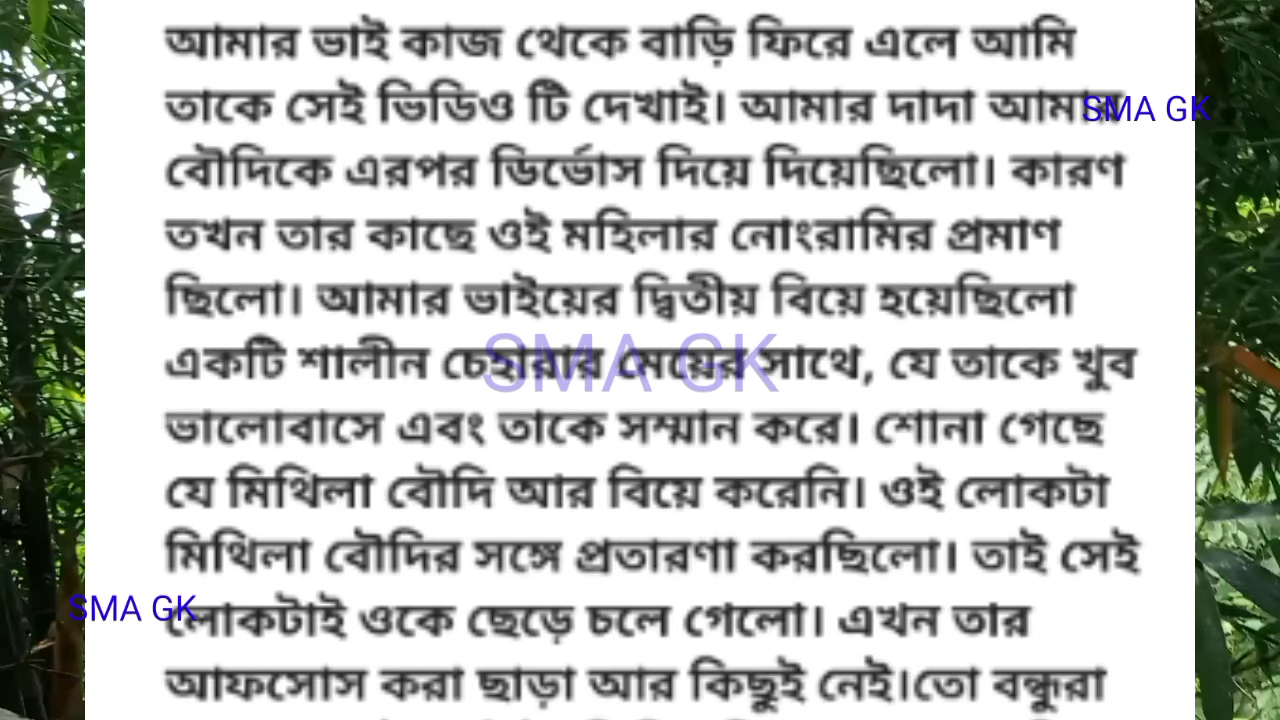 আমার ভাই কাজ থেকে বাড়ি ফিরে এলে আমি
তাকে সেই ভিডিও টি দেখাই। আমার দাদা আমার
SMA GK
বৌদিকে এরপর ডির্ভোস দিয়ে দিয়েছিলো। কারণ
তখন তার কাছে ওই মহিলার নোংরামির প্রমাণ
ছিলো। আমার ভাইয়ের দ্বিতীয় বিয়ে হয়েছিলো
একটি শালীন চেহারার মেয়ের সাথে, যে তাকে খুব
SMA GK
ভালোবাসে এবং তাকে সম্মান করে। শোনা গেছে
যে মিথিলা বৌদি আর বিয়ে করেনি। ওই লোকটা
মিথিলা বৌদির সঙ্গে প্রতারণা করছিলো। তাই সেই
SMA GK
লোকটাই ওকে ছেড়ে চলে গেলো। এখন তার
আফসোস করা ছাড়া আর কিছুই নেই।তো বন্ধুরা